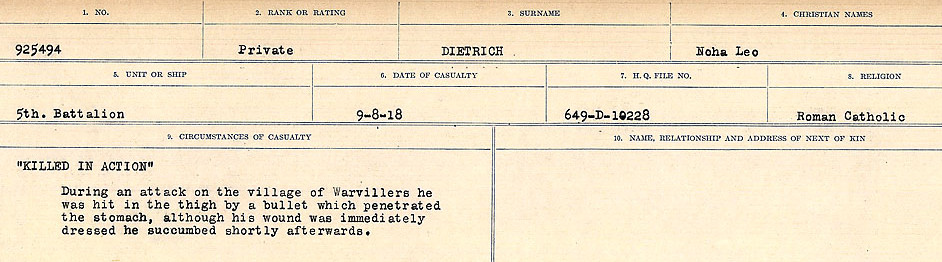 1. NO. 2. RANK OR RATING 3. SURNAME 4. CHRISTIAN NAMES
925494 Private DIETRICH Noha Leo
5. UNIT OR SHIP 6. DATE OF CASUALTY 7. H. Q. FILE NO. 8. RELIGION
5th. Battalion 9-8-18 649-D-10228 Roman Catholic
9. CIRCUMSTANCES OF CASUALTY 10. NAME, RELATIONSHIP AND ADDRESS OF NEXT OF KIN
"KILLED IN ACTION"
During an attack on the village of Warvillers he
was hit in the thigh by a bullet which penetrated
the stomach, although his wound was immediately
dressed he succumbed shortly afterwards.